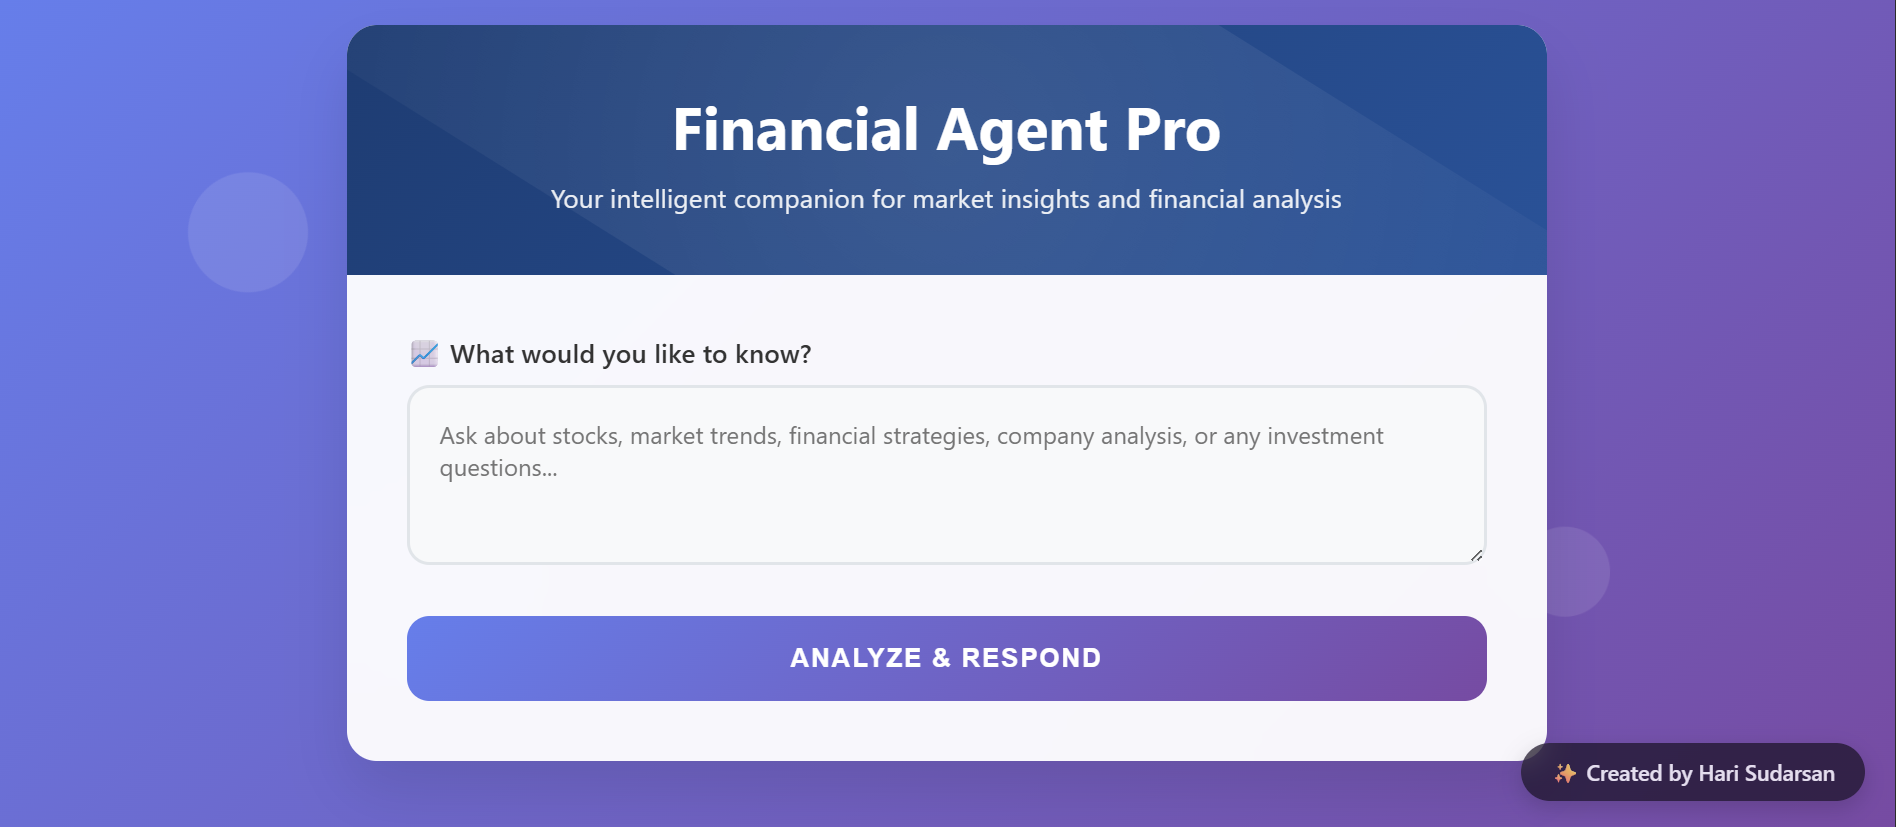 Financial Agent Pro
Your intelligent companion for market insights and financial analysis
What would you like to know?
Ask about stocks, market trends, financial strategies, company analysis, or any investment
questions...
ANALYZE & RESPOND
Created by Hari Sudarsan